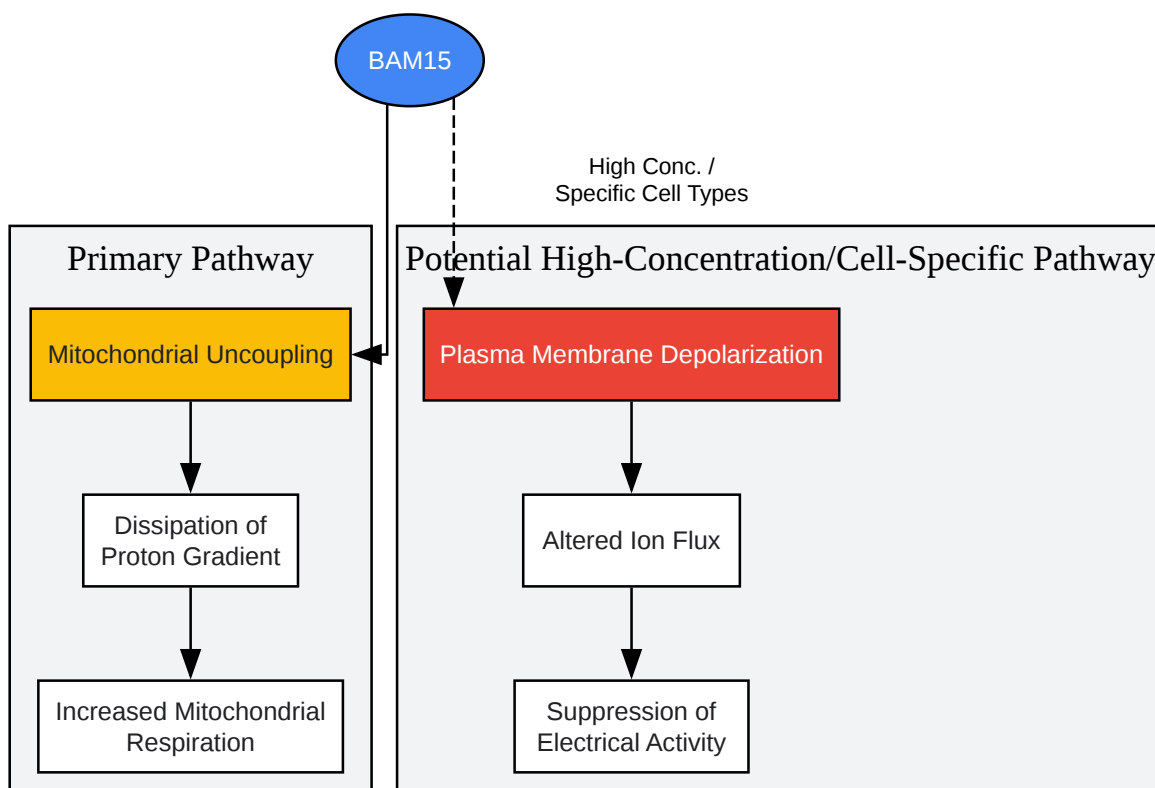 BAM15
High Conc. /
Specific Cell Types
Primary Pathway
Mitochondrial Uncoupling
Dissipation of
Proton Gradient
Increased Mitochondrial
Respiration
Potential High-Concentration/Cell-Specific Pathway
Plasma Membrane Depolarization
Altered Ion Flux
Suppression of
Electrical Activity